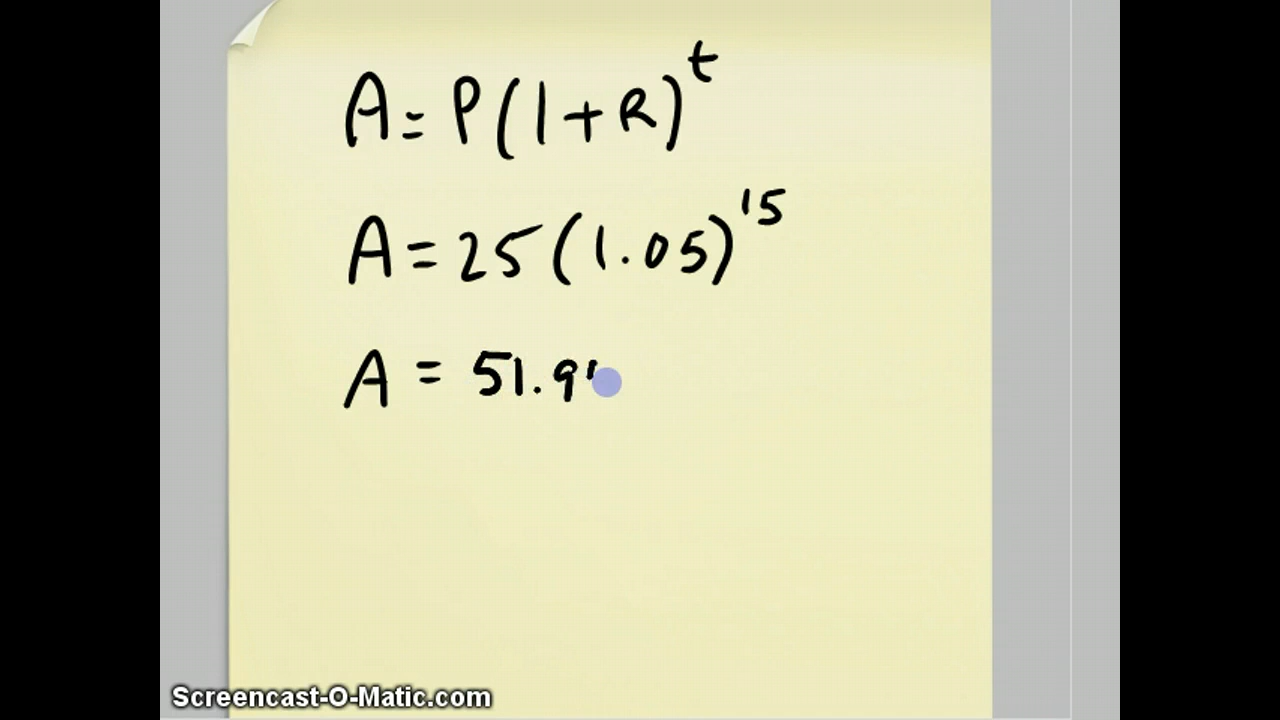 A = P(1+R)^t
A = 25(1.05)^15
A = 51.9
Screencast-O-Matic.com